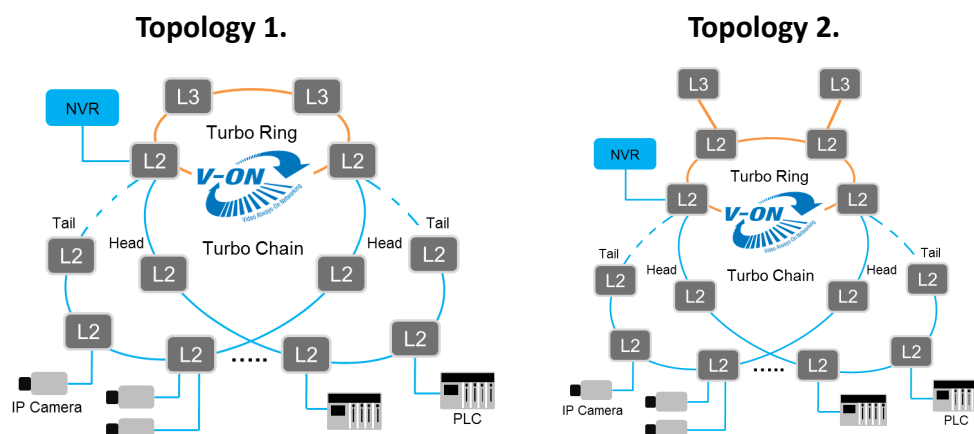 Topology 1.
L3 L3
NVR
Turbo Ring
L2 L2
V-ON
Video Always-On Networking
Tail Tail
Head Head
Turbo Chain
L2 L2
L2 L2
L2 L2
L2 ..... L2
IP Camera
PLC
Topology 2.
L3 L3
L2 L2
NVR
Turbo Ring
L2 L2
V-ON
Video Always-On Networking
Tail Tail
Head Head
Turbo Chain
L2 L2
L2 L2
L2 L2
L2 ..... L2
IP Camera
PLC